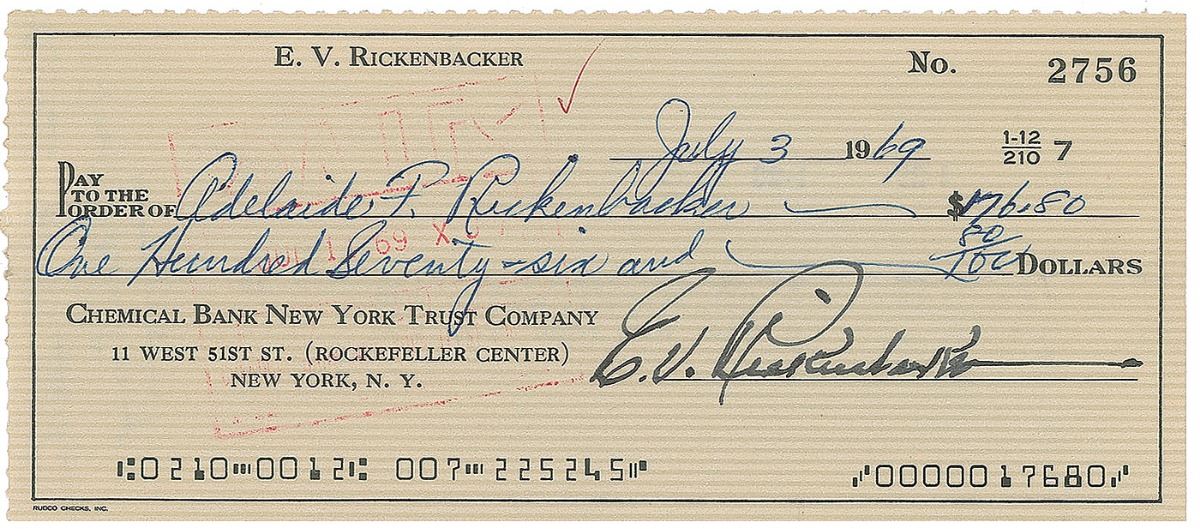 E. V. RICKENBACKER No. 2756
July 3 1969 1-12/210 7
PAY TO THE ORDER OF Adelaide F. Rickenbacker $176.80
One Hundred Seventy-six and 80/100 DOLLARS
CHEMICAL BANK NEW YORK TRUST COMPANY
11 WEST 51ST ST. (ROCKEFELLER CENTER)
NEW YORK, N. Y.
E. V. Rickenbacker
⑆0210⑉0012⑆ 007⑉225245⑈ ⑇0000017680⑇
RUDCO CHECKS, INC.